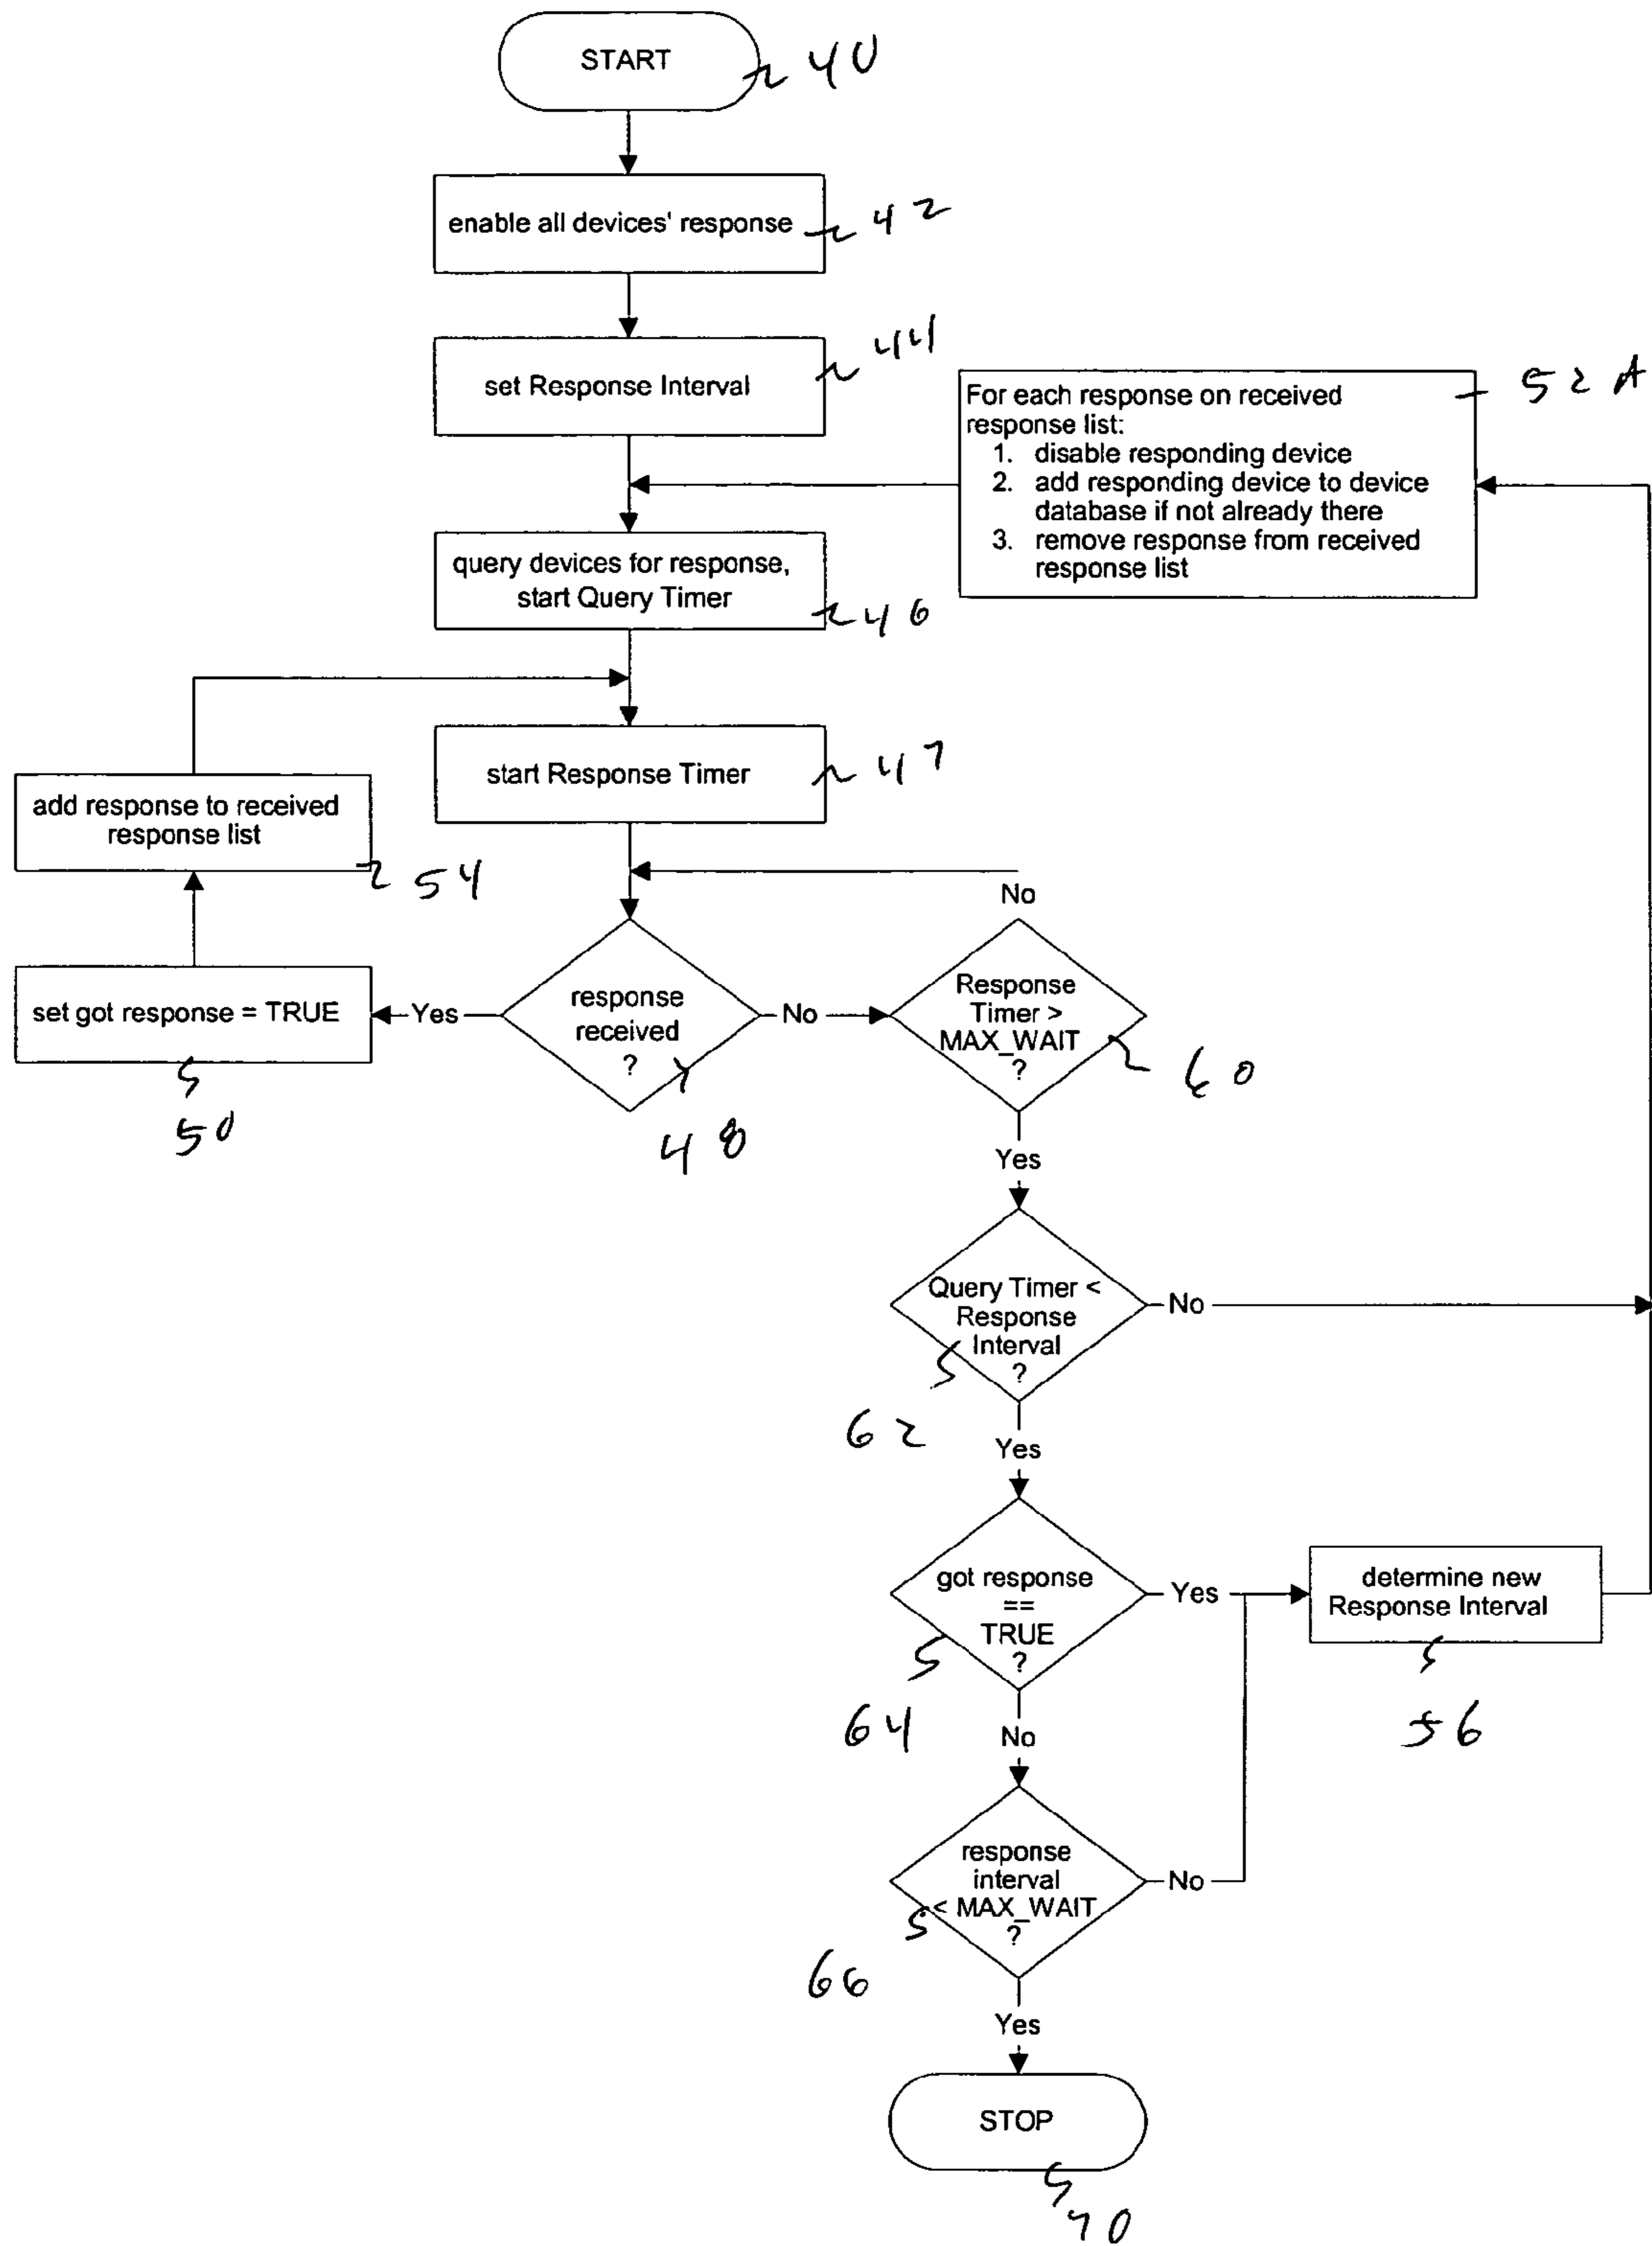 START
40
enable all devices' response
42
set Response Interval
44
For each response on received
response list:
1. disable responding device
2. add responding device to device
database if not already there
3. remove response from received
response list
52A
query devices for response,
start Query Timer
46
start Response Timer
47
add response to received
response list
54
No
set got response = TRUE
50
Yes
response
received
?
48
No
Response
Timer >
MAX_WAIT
?
60
Yes
Query Timer <
Response
Interval
?
62
No
Yes
got response
==
TRUE
?
64
Yes
determine new
Response Interval
56
No
response
interval
< MAX_WAIT
?
66
No
Yes
STOP
70